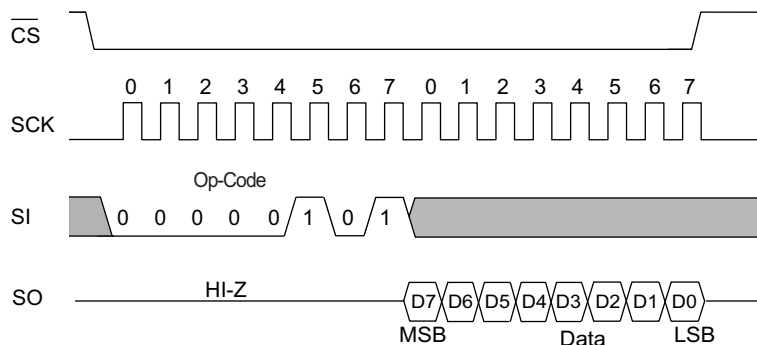 CS
0 1 2 3 4 5 6 7 0 1 2 3 4 5 6 7
SCK
Op-Code
SI 0 0 0 0 0 1 0 1
HI-Z
SO D7 D6 D5 D4 D3 D2 D1 D0
MSB Data LSB